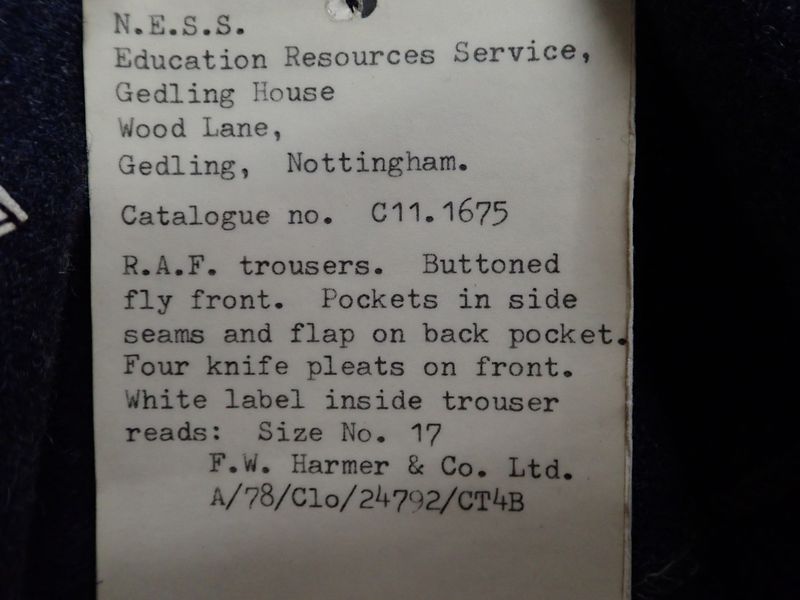 N.E.S.S.
Education Resources Service,
Gedling House
Wood Lane,
Gedling, Nottingham.
Catalogue no. C11.1675
R.A.F. trousers. Buttoned
fly front. Pockets in side
seams and flap on back pocket.
Four knife pleats on front.
White label inside trouser
reads: Size No. 17
F.W. Harmer & Co. Ltd.
A/78/Clo/24792/CT4B